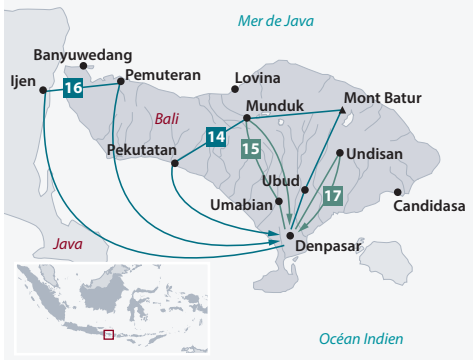 Mer de Java
Banyuwedang
Ijen
16
Pemuteran
Lovina
Munduk
Mont Batur
Bali
14
Pekutatan
15
Undisan
Ubud
17
Umabian
Candidasa
Java
Denpasar
Océan Indien